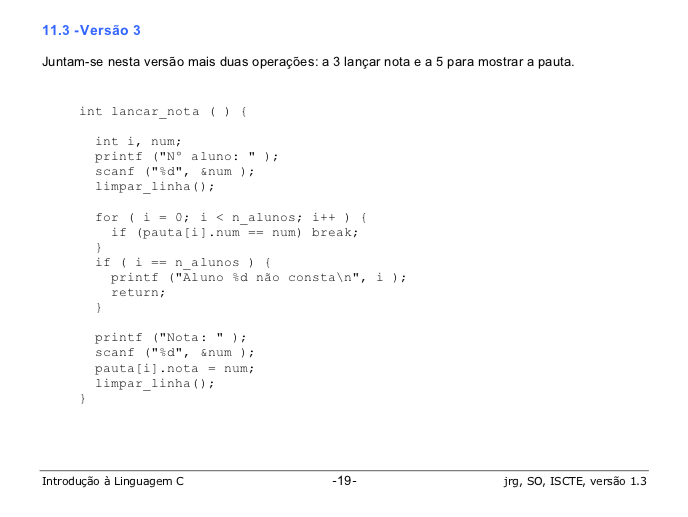 11.3 -Versão 3
Juntam-se nesta versão mais duas operações: a 3 lançar nota e a 5 para mostrar a pauta.
int lancar_nota ( ) {
int i, num;
printf ("Nº aluno: " );
scanf ("%d", &num );
limpar_linha();
for ( i = 0; i < n_alunos; i++ ) {
if (pauta[i].num == num) break;
}
if ( i == n_alunos ) {
printf ("Aluno %d não consta\n", i );
return;
}
printf ("Nota: " );
scanf ("%d", &num );
pauta[i].nota = num;
limpar_linha();
}
Introdução à Linguagem C -19- jrg, SO, ISCTE, versão 1.3